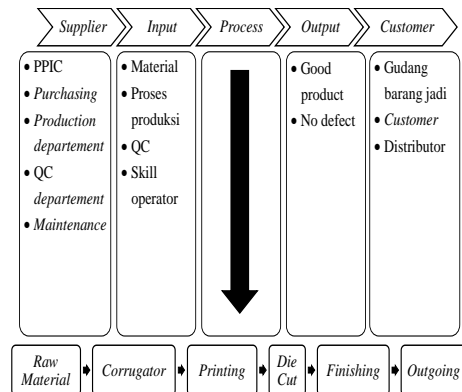 Supplier
Input
Process
Output
Customer
• PPIC
• Purchasing
• Production
departement
• QC
departement
• Maintenance
• Material
• Proses
produksi
• QC
• Skill
operator
• Good
product
• No defect
• Gudang
barang jadi
• Customer
• Distributor
Raw
Material
Corrugator
Printing
Die
Cut
Finishing
Outgoing